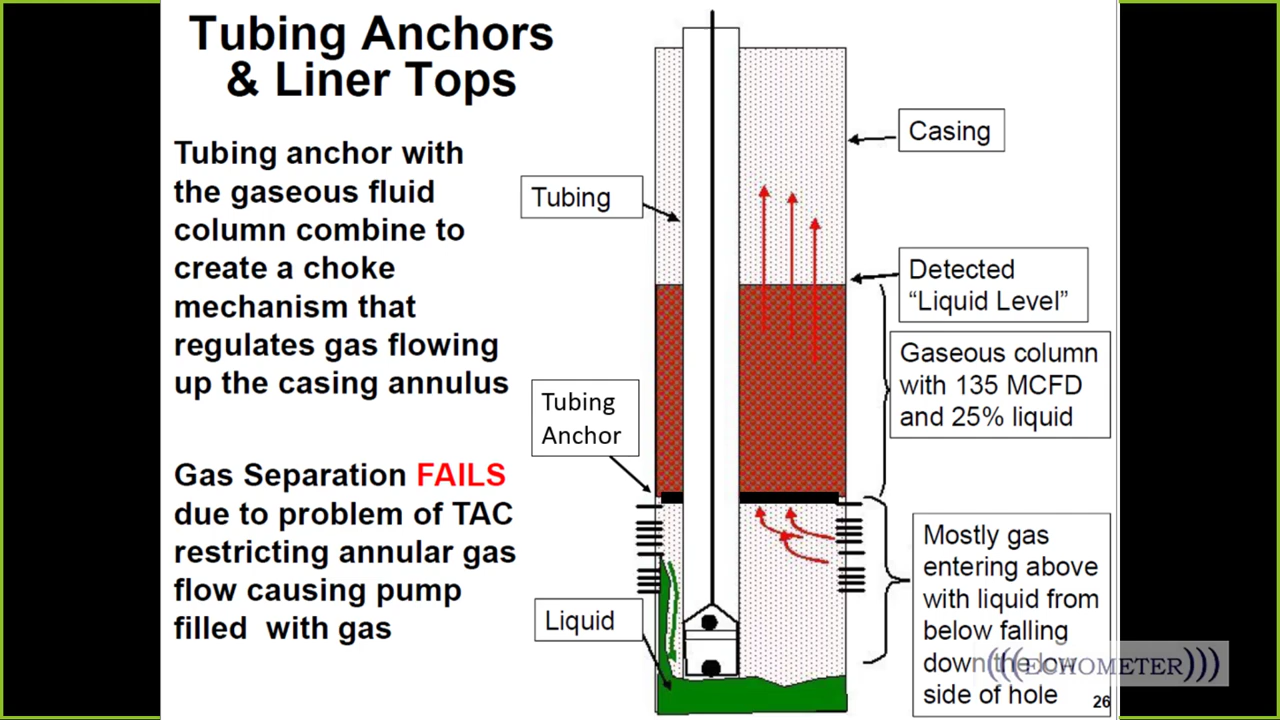 Tubing Anchors
& Liner Tops
Tubing anchor with
the gaseous fluid
column combine to
create a choke
mechanism that
regulates gas flowing
up the casing annulus
Gas Separation FAILS
due to problem of TAC
restricting annular gas
flow causing pump
filled with gas
Casing
Tubing
Detected
"Liquid Level"
Gaseous column
with 135 MCFD
and 25% liquid
Tubing
Anchor
Mostly gas
entering above
with liquid from
below falling
down the low
side of hole
Liquid
(((ECHOMETER)))
26